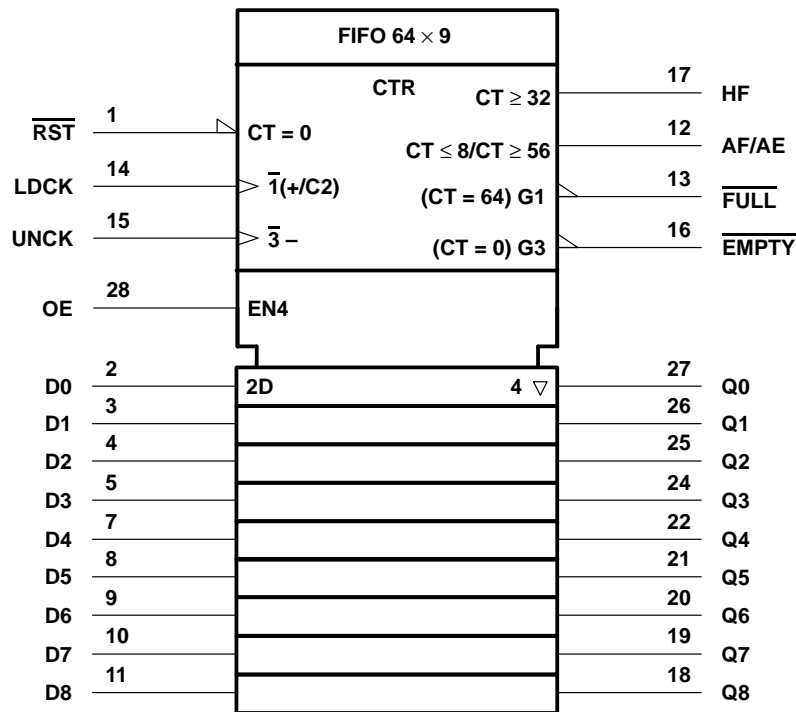 FIFO 64 × 9
CTR
1
R̅S̅T̅ CT = 0
14
LDCK 1̅(+/C2)
15
UNCK 3̅ –
28
OE EN4
17
CT ≥ 32 HF
12
CT ≤ 8/CT ≥ 56 AF/AE
13
(CT = 64) G1 F̅U̅L̅L̅
16
(CT = 0) G3 E̅M̅P̅T̅Y̅
2 27
D0 2D 4 ▽ Q0
3 26
D1 Q1
4 25
D2 Q2
5 24
D3 Q3
7 22
D4 Q4
8 21
D5 Q5
9 20
D6 Q6
10 19
D7 Q7
11 18
D8 Q8